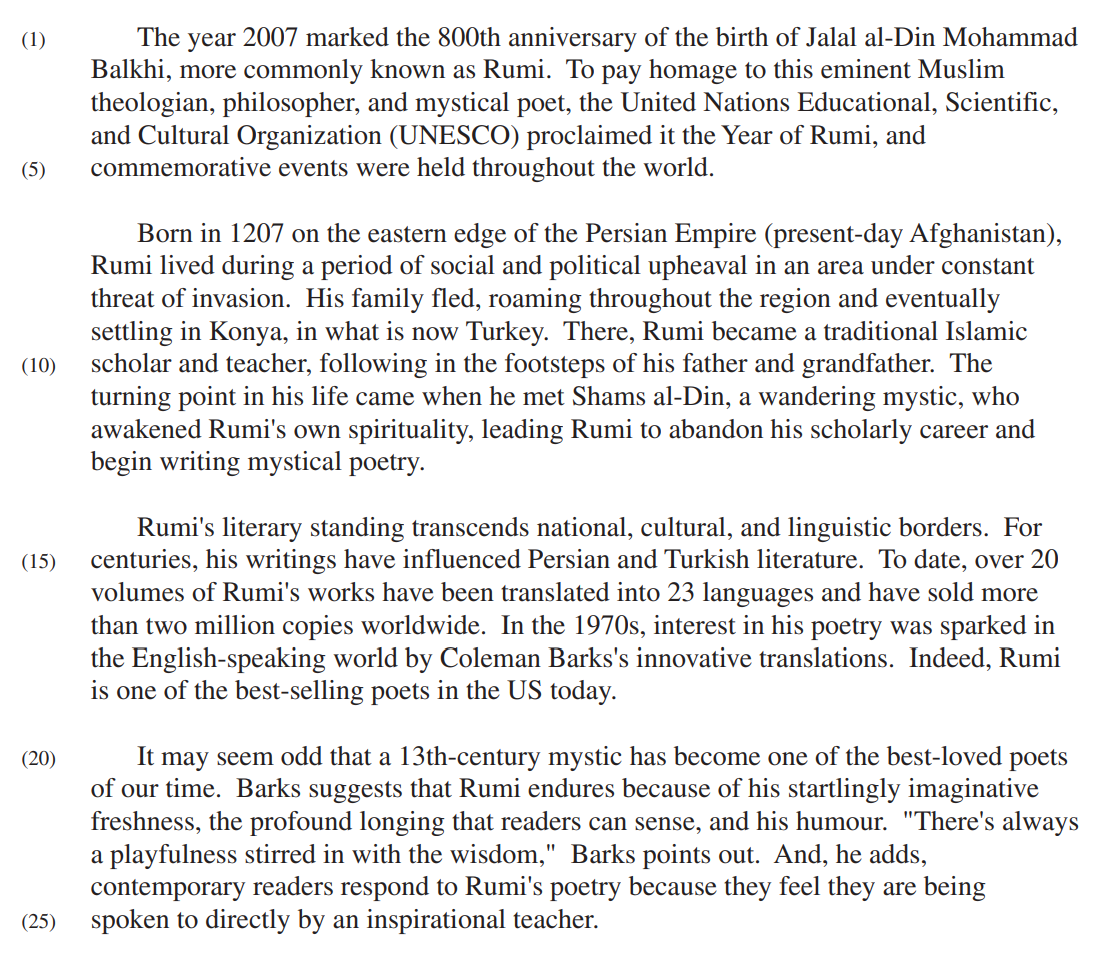 (1) The year 2007 marked the 800th anniversary of the birth of Jalal al-Din Mohammad
Balkhi, more commonly known as Rumi. To pay homage to this eminent Muslim
theologian, philosopher, and mystical poet, the United Nations Educational, Scientific,
and Cultural Organization (UNESCO) proclaimed it the Year of Rumi, and
(5) commemorative events were held throughout the world.
Born in 1207 on the eastern edge of the Persian Empire (present-day Afghanistan),
Rumi lived during a period of social and political upheaval in an area under constant
threat of invasion. His family fled, roaming throughout the region and eventually
settling in Konya, in what is now Turkey. There, Rumi became a traditional Islamic
(10) scholar and teacher, following in the footsteps of his father and grandfather. The
turning point in his life came when he met Shams al-Din, a wandering mystic, who
awakened Rumi's own spirituality, leading Rumi to abandon his scholarly career and
begin writing mystical poetry.
Rumi's literary standing transcends national, cultural, and linguistic borders. For
(15) centuries, his writings have influenced Persian and Turkish literature. To date, over 20
volumes of Rumi's works have been translated into 23 languages and have sold more
than two million copies worldwide. In the 1970s, interest in his poetry was sparked in
the English-speaking world by Coleman Barks's innovative translations. Indeed, Rumi
is one of the best-selling poets in the US today.
(20) It may seem odd that a 13th-century mystic has become one of the best-loved poets
of our time. Barks suggests that Rumi endures because of his startlingly imaginative
freshness, the profound longing that readers can sense, and his humour. "There's always
a playfulness stirred in with the wisdom," Barks points out. And, he adds,
contemporary readers respond to Rumi's poetry because they feel they are being
(25) spoken to directly by an inspirational teacher.